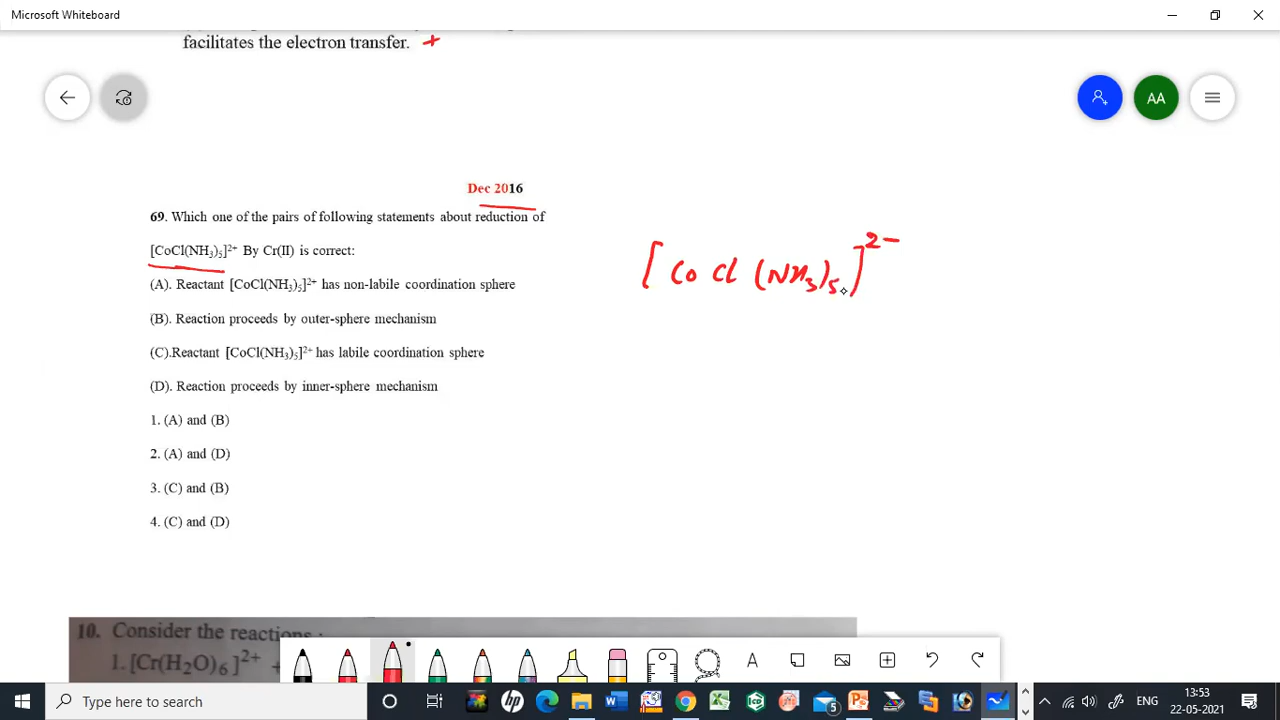 Microsoft Whiteboard
facilitates the electron transfer. +
AA
Dec 2016
69. Which one of the pairs of following statements about reduction of
[CoCl(NH₃)₅]²⁺ By Cr(II) is correct:
[CoCl(NH₃)₅]²⁻
(A). Reactant [CoCl(NH₃)₅]²⁺ has non-labile coordination sphere
(B). Reaction proceeds by outer-sphere mechanism
(C).Reactant [CoCl(NH₃)₅]²⁺ has labile coordination sphere
(D). Reaction proceeds by inner-sphere mechanism
1. (A) and (B)
2. (A) and (D)
3. (C) and (B)
4. (C) and (D)
10. Consider the reactions :
1. [Cr(H₂O)₆]²⁺ +
A
Type here to search
5
ENG
13:53
22-05-2021